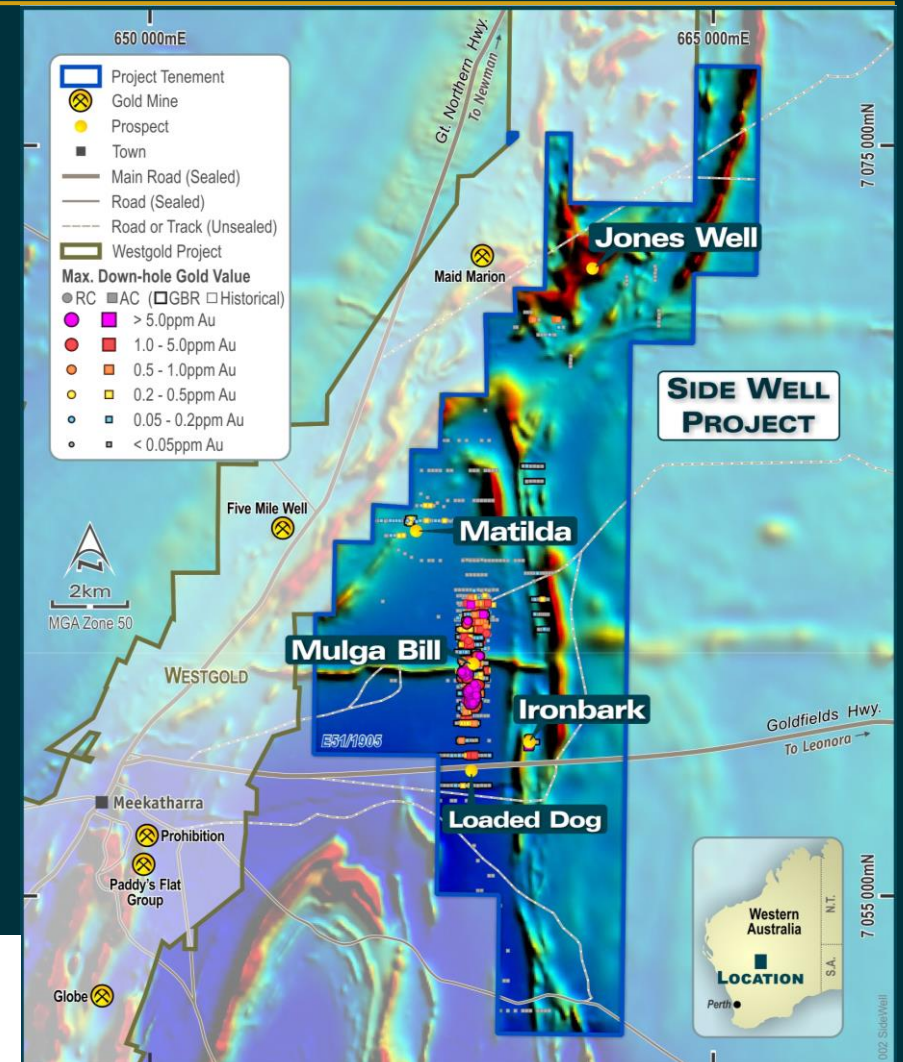 650 000mE
665 000mE
Project Tenement
Gold Mine
Prospect
Town
Main Road (Sealed)
Road (Sealed)
Road or Track (Unsealed)
Westgold Project
Max. Down-hole Gold Value
RC AC (GBR Historical)
> 5.0ppm Au
1.0 - 5.0ppm Au
0.5 - 1.0ppm Au
0.2 - 0.5ppm Au
0.05 - 0.2ppm Au
< 0.05ppm Au
Gt. Northern Hwy.
To Newman
7 075 000mN
Jones Well
Maid Marion
SIDE WELL
PROJECT
Five Mile Well
Matilda
2km
MGA Zone 50
Mulga Bill
WESTGOLD
Ironbark
Goldfields Hwy.
To Leonora
E51/1905
Meekatharra
Loaded Dog
Prohibition
Paddy's Flat
Group
7 055 000mN
Western
Australia
N.T.
S.A.
LOCATION
Perth
Globe
002 SideWell